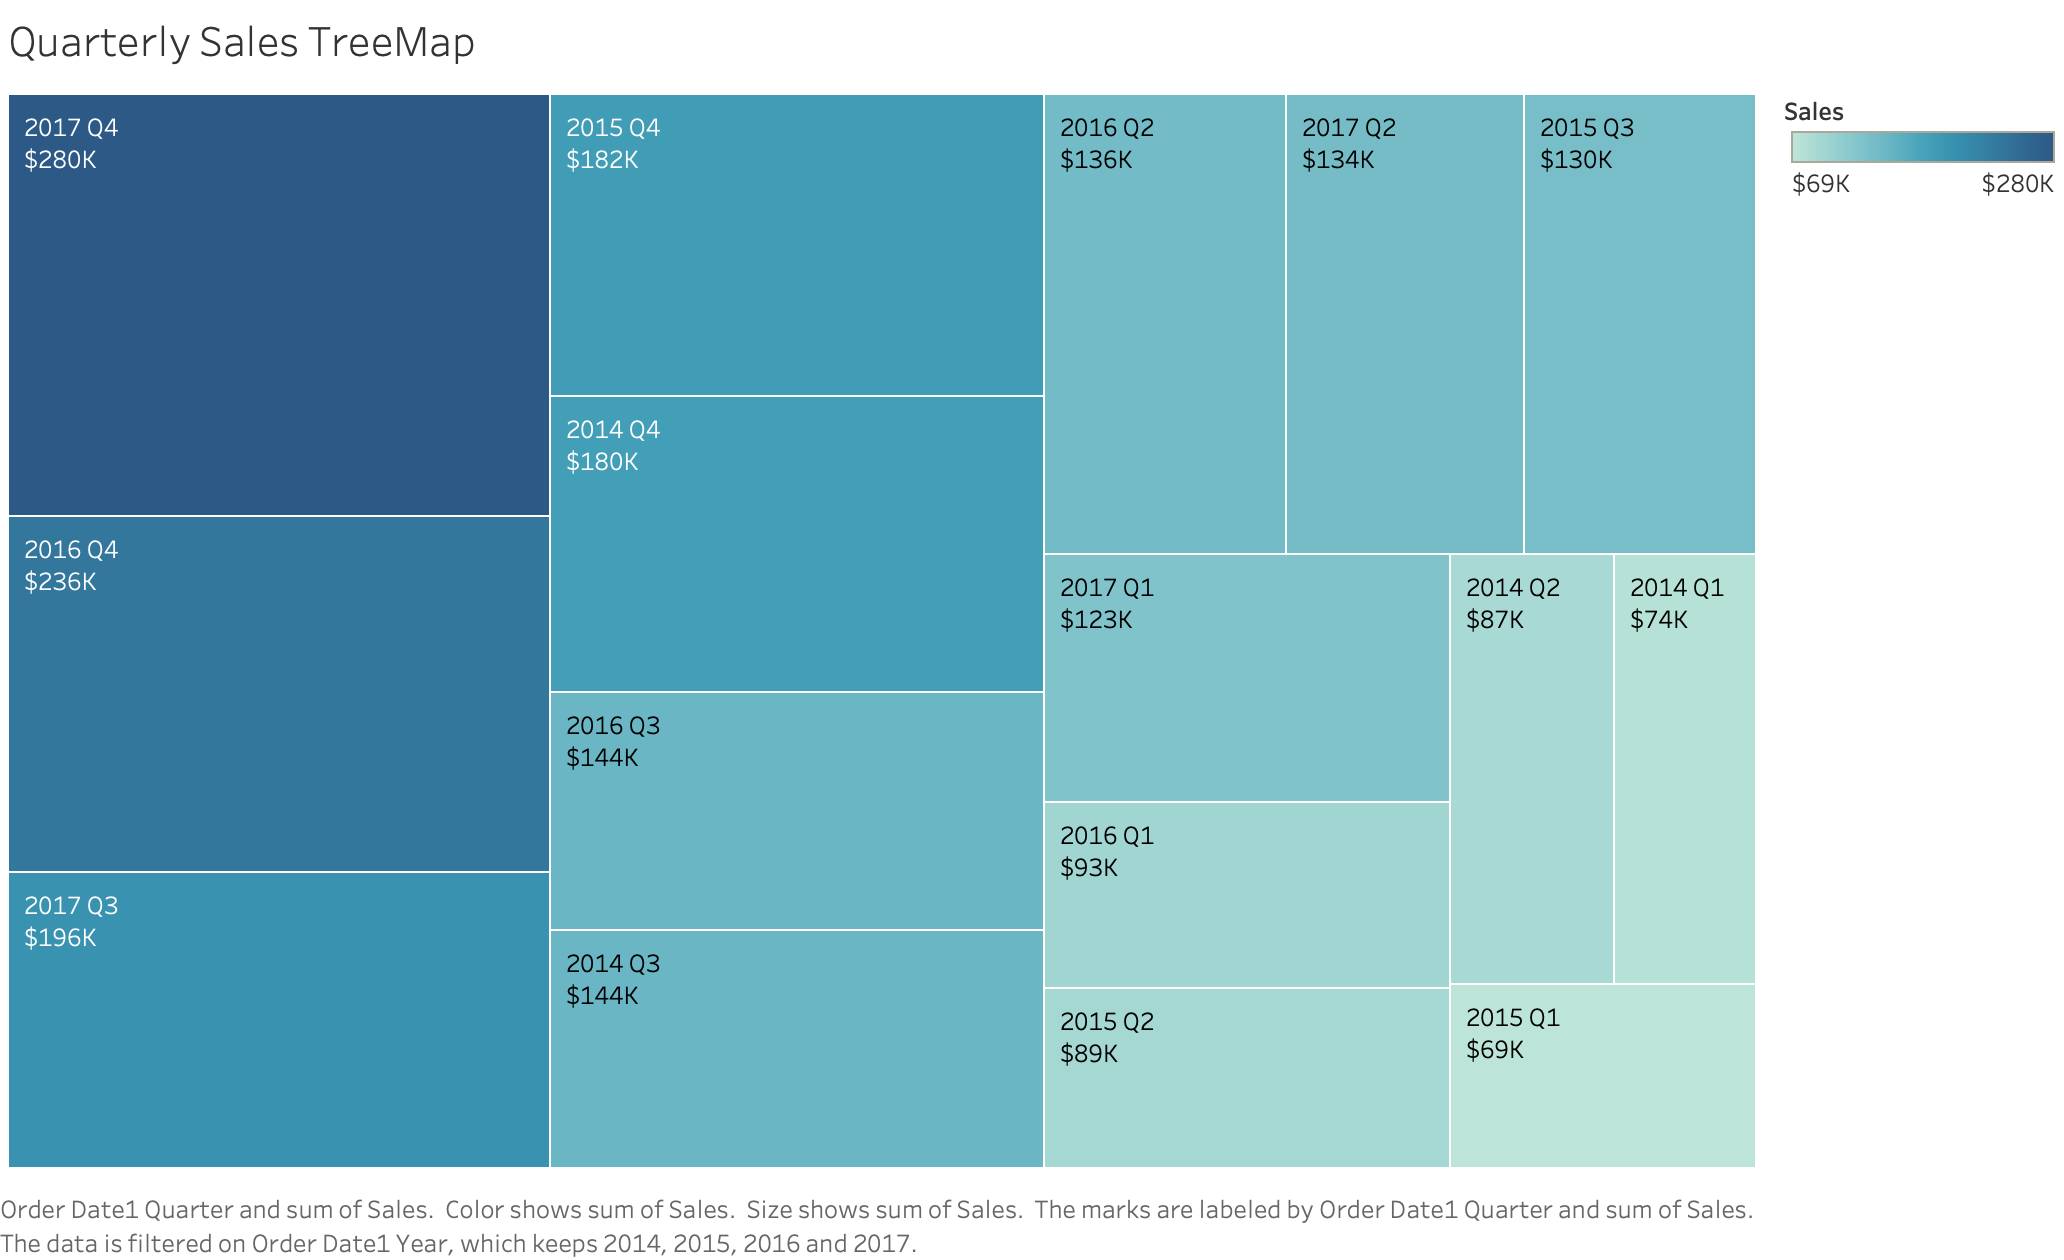 Quarterly Sales TreeMap
2017 Q4
$280K
2016 Q4
$236K
2017 Q3
$196K
2015 Q4
$182K
2014 Q4
$180K
2016 Q3
$144K
2014 Q3
$144K
2016 Q2
$136K
2017 Q2
$134K
2015 Q3
$130K
2017 Q1
$123K
2016 Q1
$93K
2015 Q2
$89K
2014 Q2
$87K
2014 Q1
$74K
2015 Q1
$69K
Sales
$69K
$280K
Order Date1 Quarter and sum of Sales.  Color shows sum of Sales.  Size shows sum of Sales.  The marks are labeled by Order Date1 Quarter and sum of Sales.
The data is filtered on Order Date1 Year, which keeps 2014, 2015, 2016 and 2017.